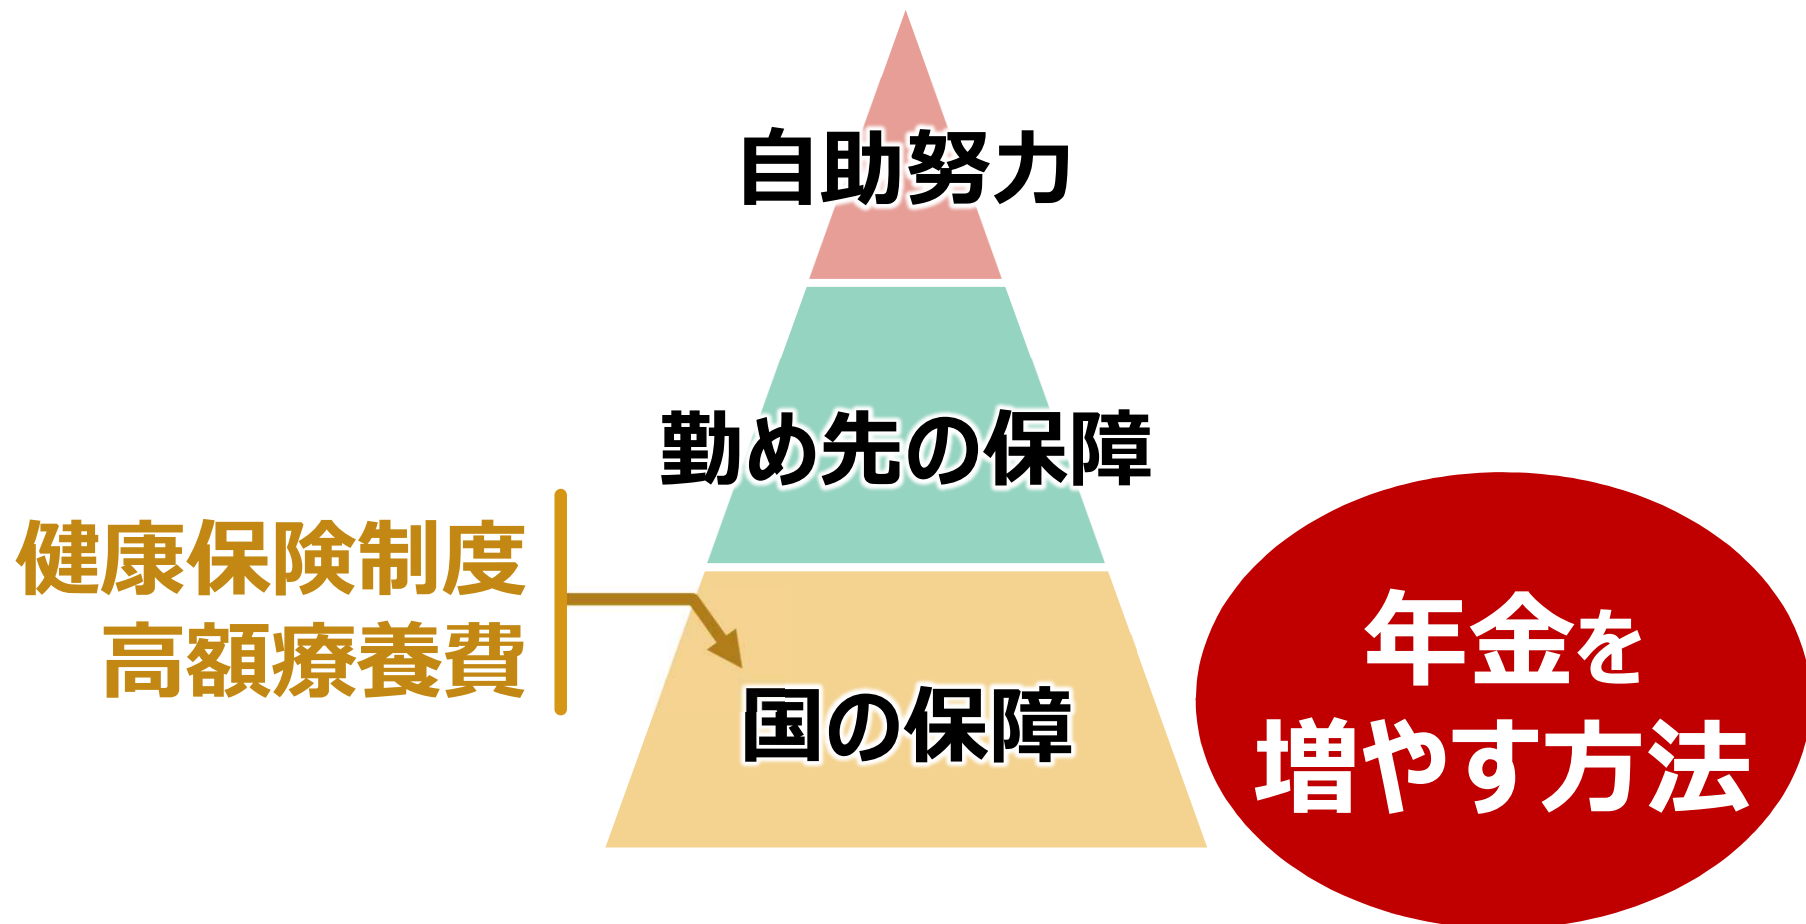 自助努力
勤め先の保障
健康保険制度
高額療養費
国の保障
年金を
増やす方法